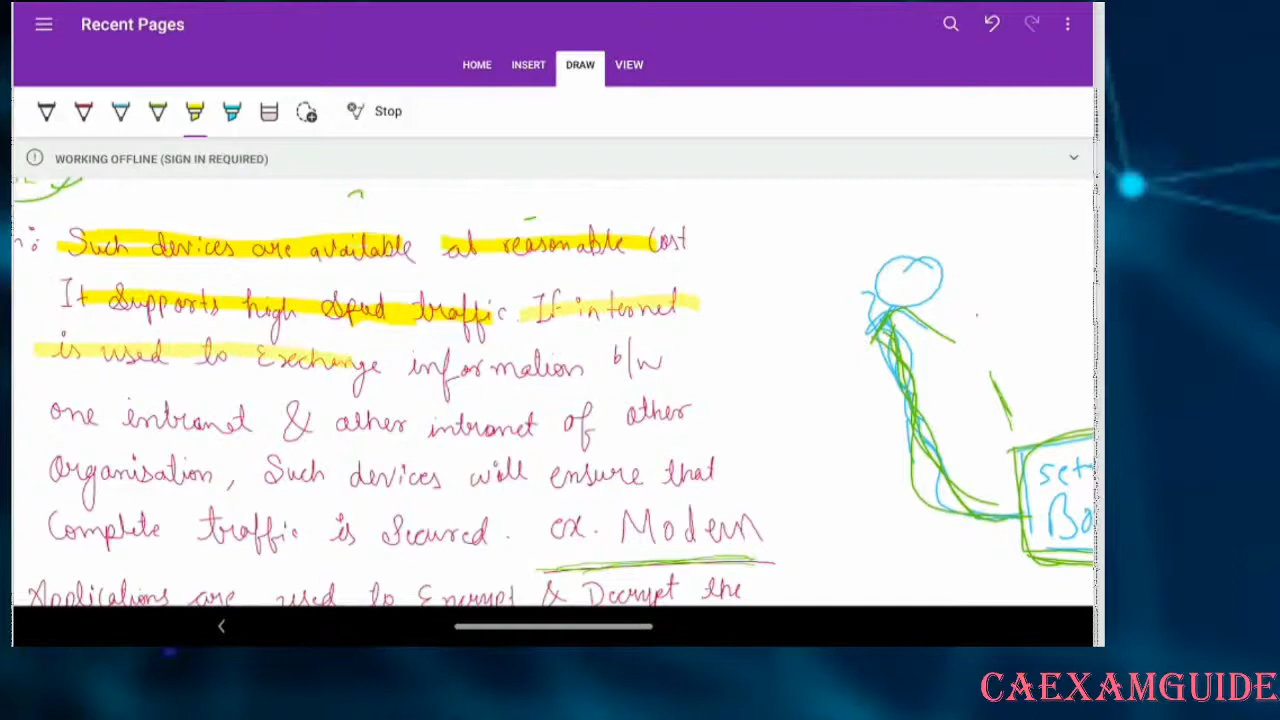 Recent Pages
HOME INSERT DRAW VIEW
Stop
WORKING OFFLINE (SIGN IN REQUIRED)
Such devices are available at reasonable Cost
It Supports high Speed traffic. If internet
is used to Exchange information b/w
one intranet & other intranet of other
Organisation, Such devices will ensure that
Complete traffic is Secured. ex. Modem
Applications are used to Encrypt & Decrypt the
set
Bo
CAEXAMGUIDE